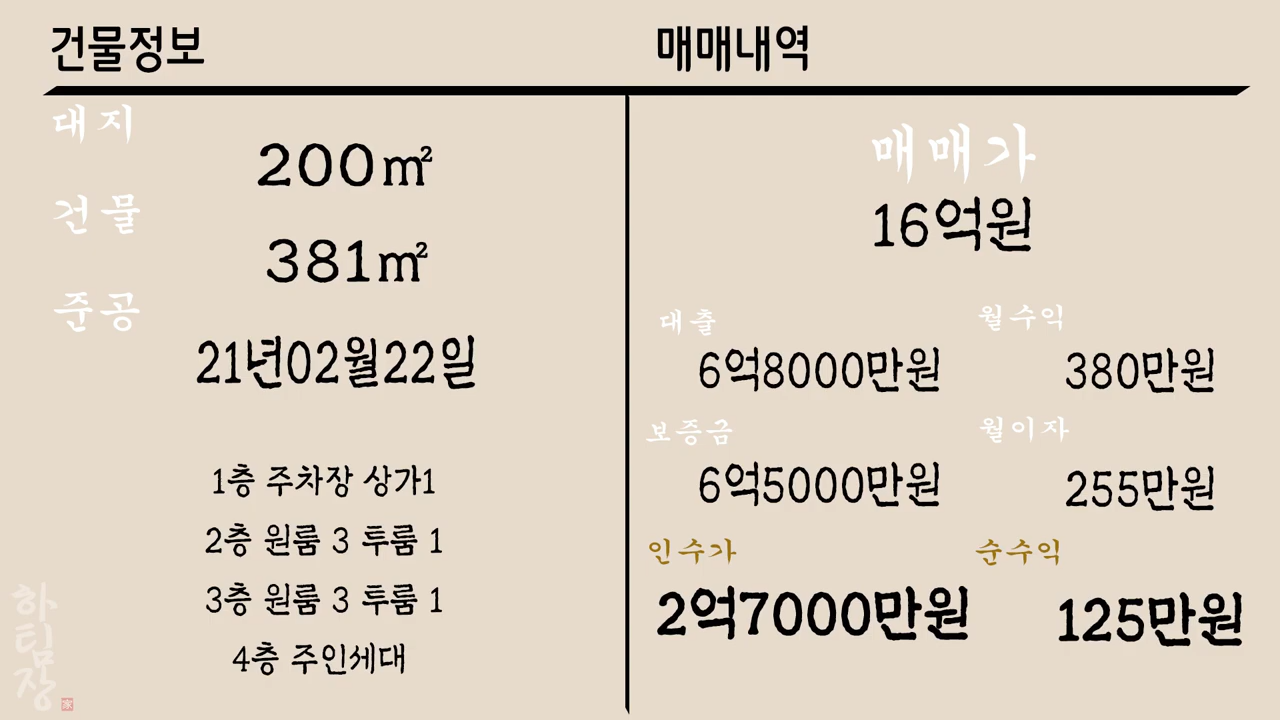 건물정보
대지
200㎡
건물
381㎡
준공
21년02월22일
1층 주차장 상가1
2층 원룸 3 투룸 1
3층 원룸 3 투룸 1
4층 주인세대
하팀장
매매내역
매매가
16억원
대출
6억8000만원
월수익
380만원
보증금
6억5000만원
월이자
255만원
인수가
2억7000만원
순수익
125만원